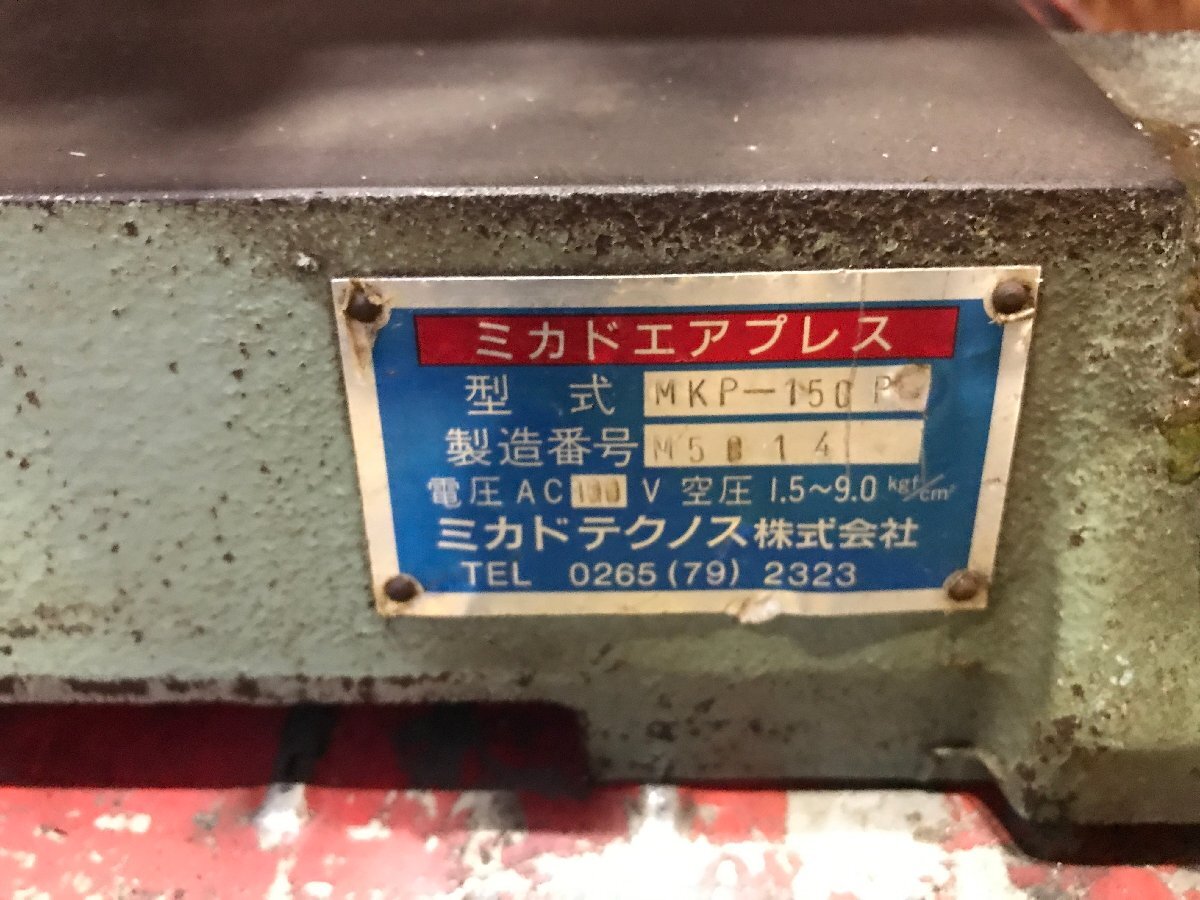 ミカドエアプレス
型式 MKP-150
製造番号
電圧 AC 100 V 空圧 1.5~9.0 kgf/cm²
ミカドテクノス株式会社
TEL 0265(79)2323